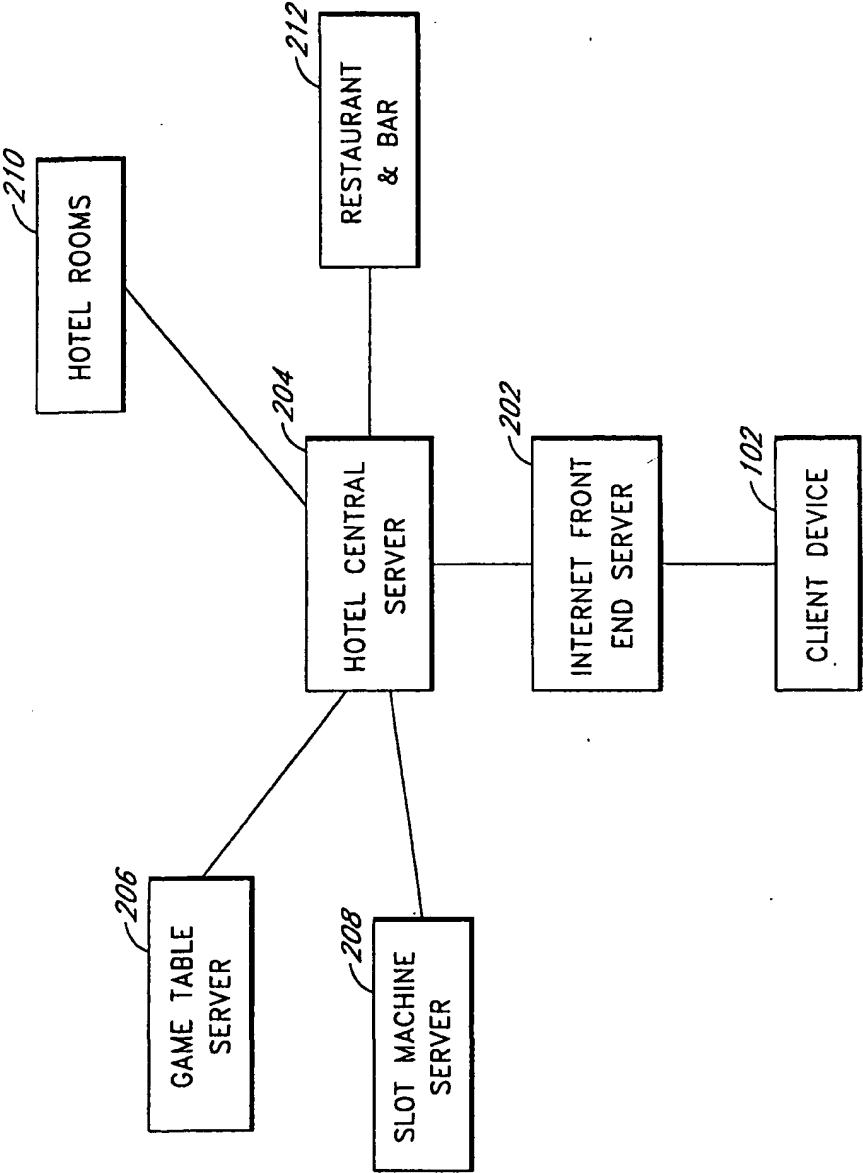 210
HOTEL ROOMS
212
RESTAURANT
& BAR
204
HOTEL CENTRAL
SERVER
206
GAME TABLE
SERVER
208
SLOT MACHINE
SERVER
202
INTERNET FRONT
END SERVER
102
CLIENT DEVICE